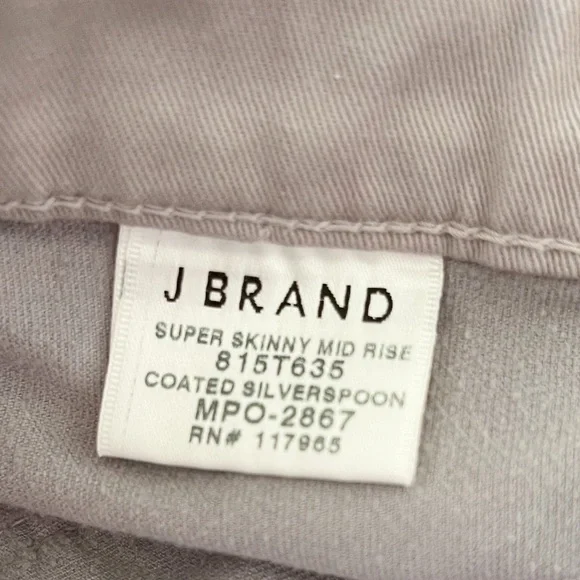 J BRAND
SUPER SKINNY MID RISE
815T635
COATED SILVERSPOON
MPO-2867
RN# 117965